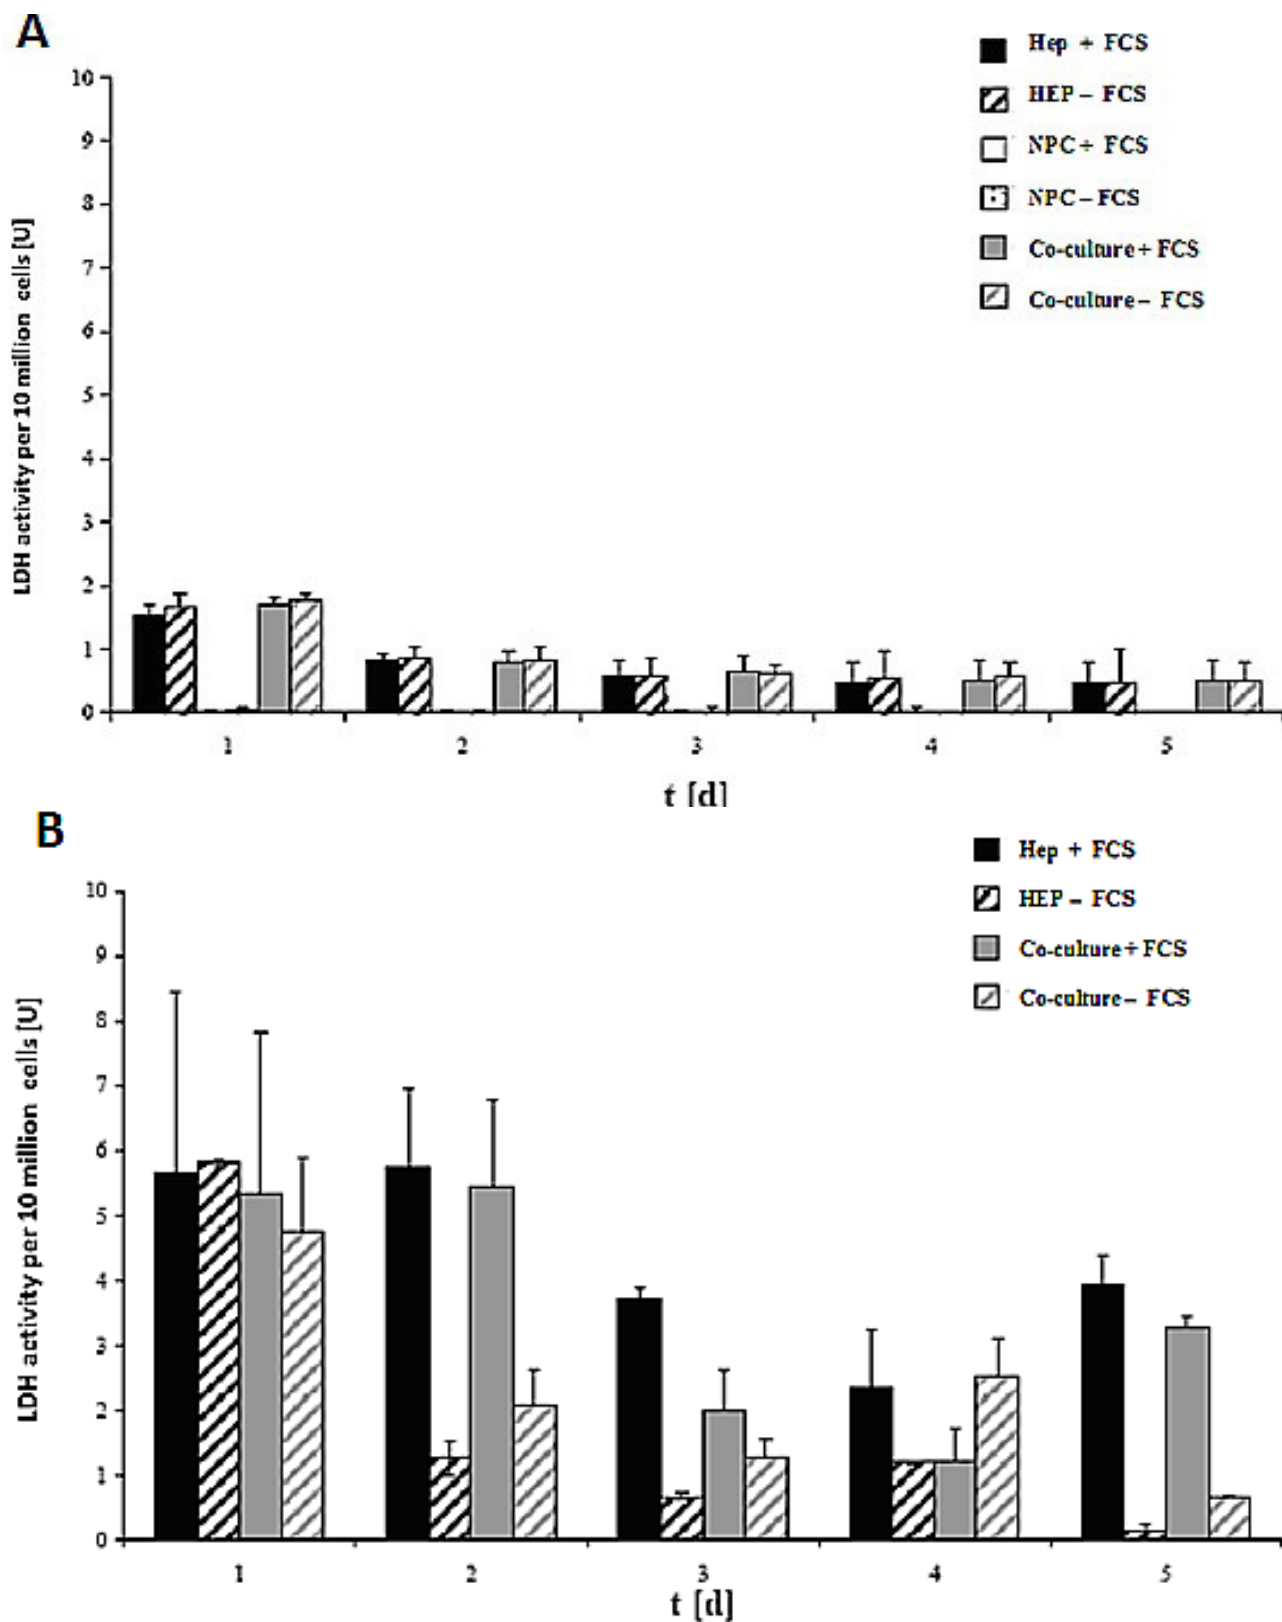 A
Hep + FCS
HEP – FCS
NPC + FCS
NPC – FCS
Co-culture + FCS
Co-culture – FCS
LDH activity per 10 million cells [U]
10
9
8
7
6
5
4
3
2
1
0
1 2 3 4 5
t [d]
B
Hep + FCS
HEP – FCS
Co-culture + FCS
Co-culture – FCS
LDH activity per 10 million cells [U]
10
9
8
7
6
5
4
3
2
1
0
1 2 3 4 5
t [d]